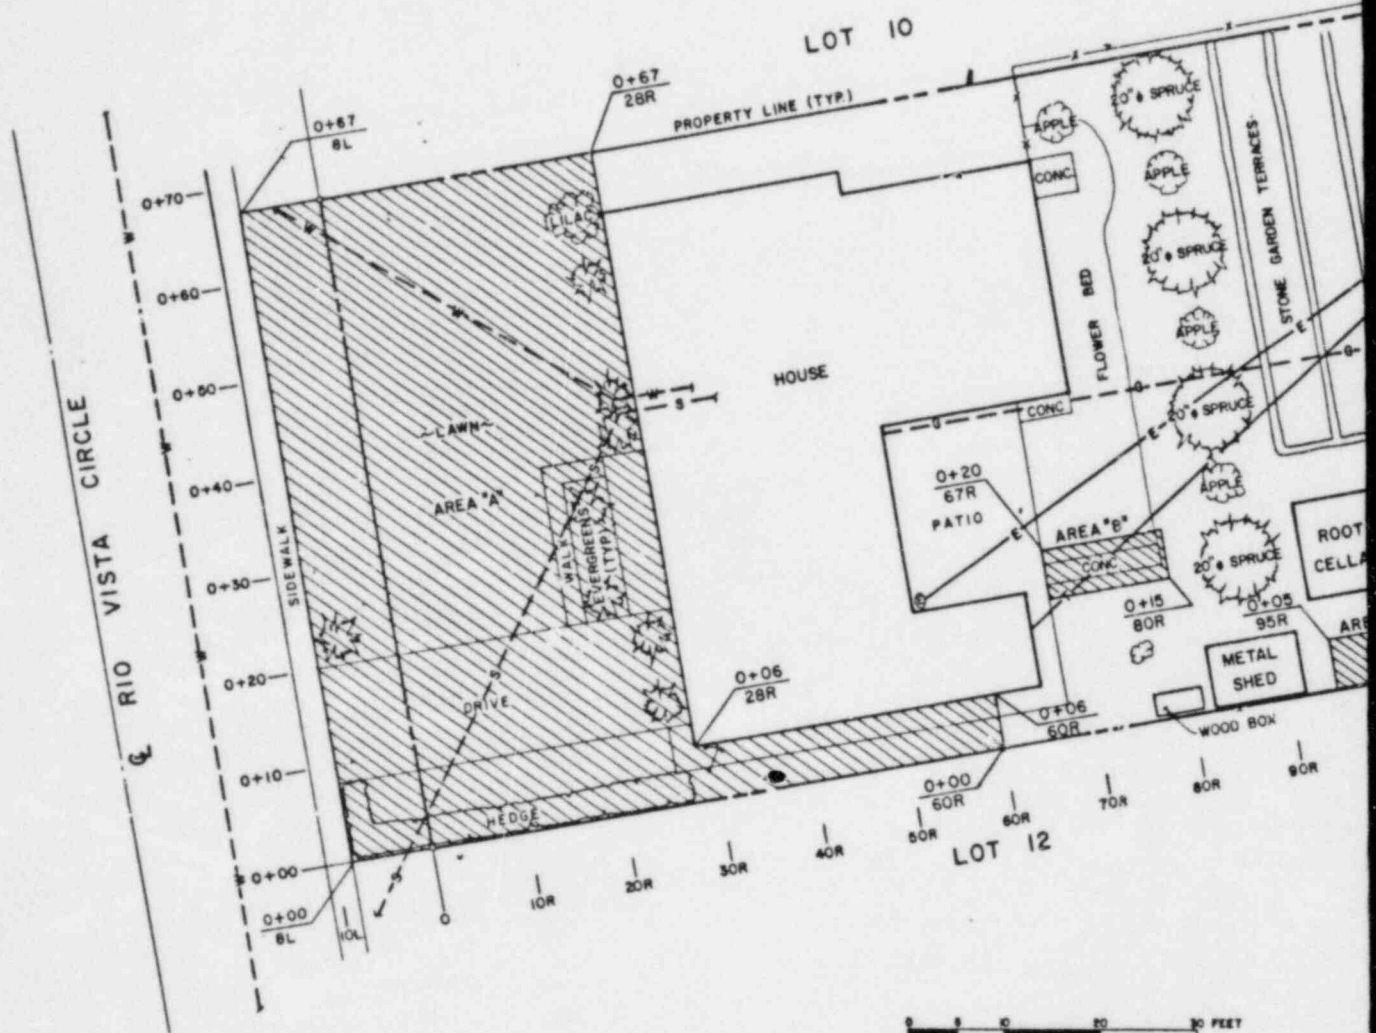 LOT 10
0+67
28R
PROPERTY LINE (TYP.)
0+67
8L
20" ϕ SPRUCE
APPLE
CONC.
APPLE
LILAC
STONE GARDEN TERRACES
20" ϕ SPRUCE
FLOWER BED
APPLE
0+70
0+60
0+50
0+40
0+30
0+20
0+10
0+00
W
W
W
W
W
W
W
S
S
S
S
E
E
E
G
G
G
HOUSE
~LAWN~
AREA "A"
20" ϕ SPRUCE
CONC
APPLE
0+20
67R
PATIO
AREA "B"
CONC
WALK
EVERGREENS
(TYP.)
ROOT
CELLA
20" ϕ SPRUCE
0+15
80R
0+05
95R
ARE
METAL
SHED
WOOD BOX
SIDEWALK
RIO VISTA CIRCLE
DRIVE
0+06
28R
0+06
60R
0+00
60R
HEDGE
0+00
8L
10L
0
10R
20R
30R
40R
50R
60R
70R
80R
90R
LOT 12
0 5 10 20 30 FEET